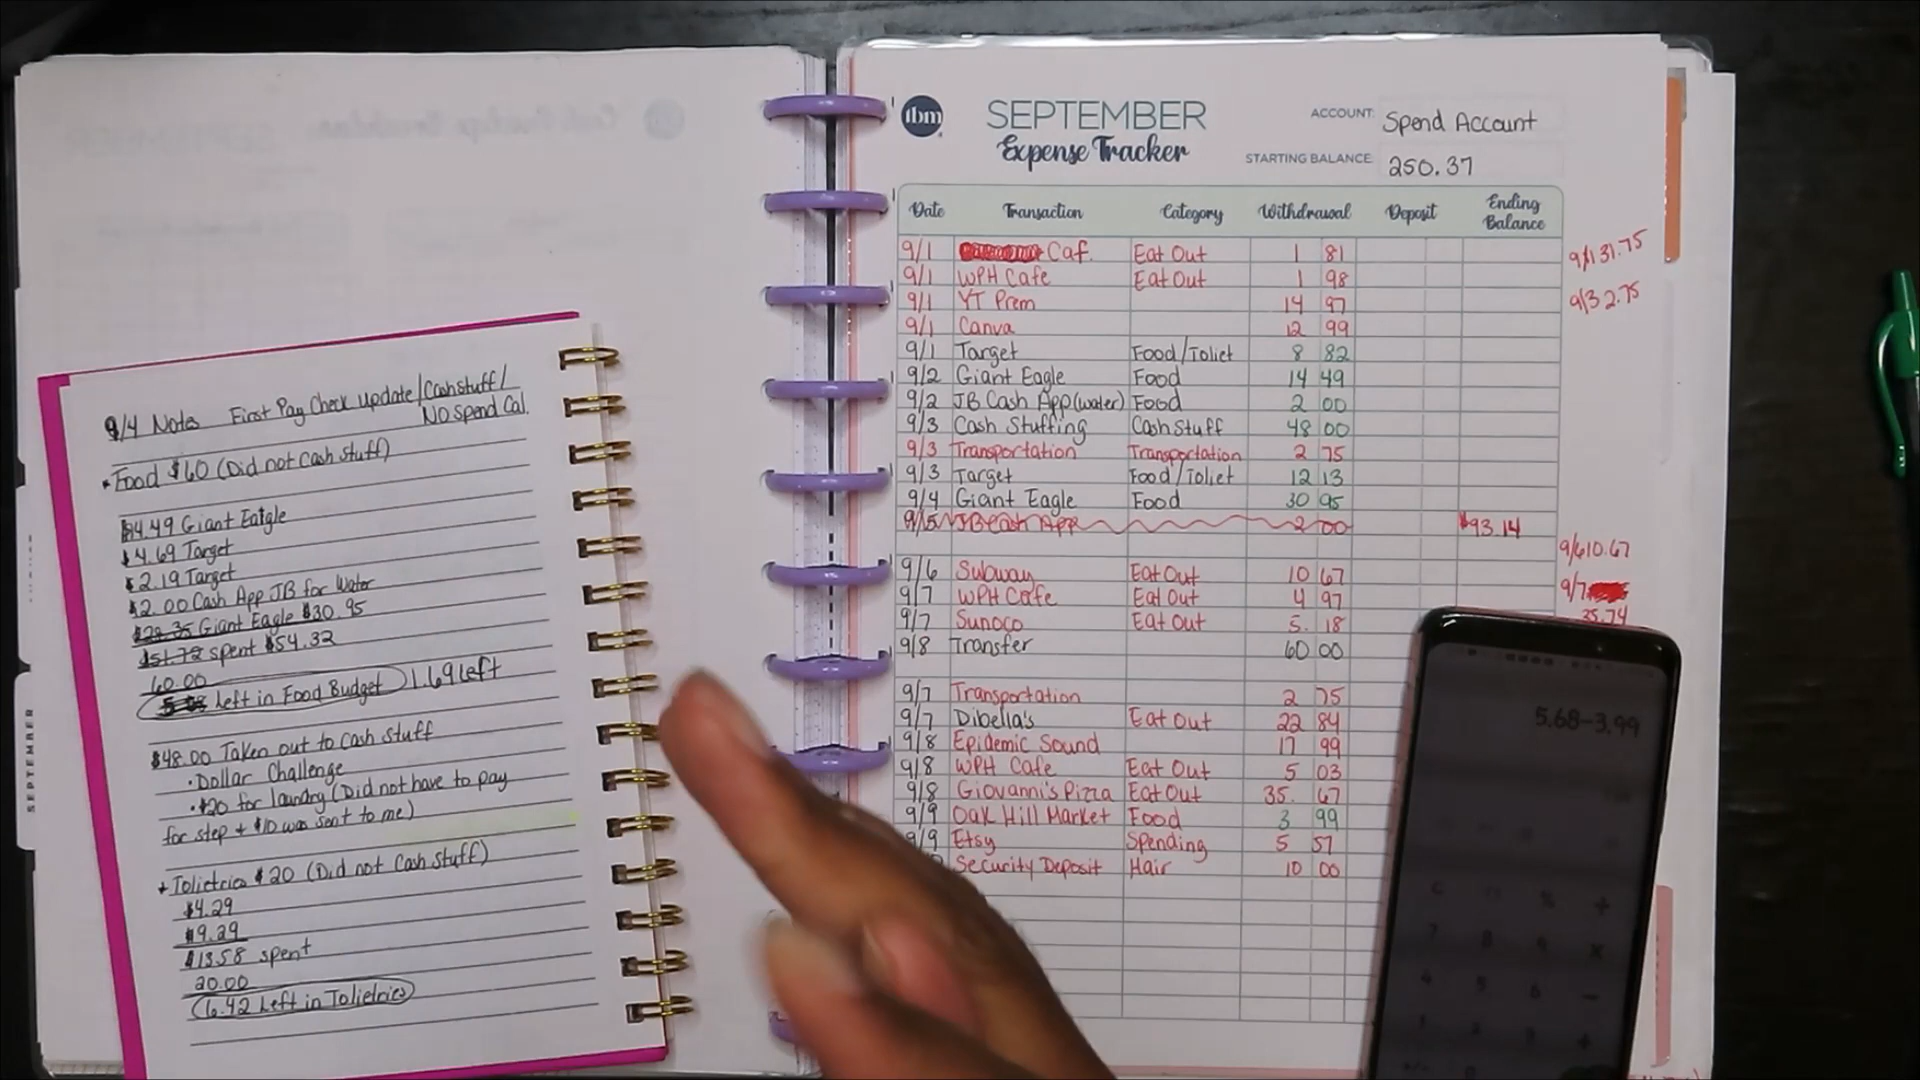 9/4 Notes First Pay Check update/Cashstuff/
NO Spend Cal.
Food $60 (Did not cash stuff)
$14.49 Giant Eatgle
$4.69 Target
$2.19 Target
$2.00 Cash App JB for Water
Giant Eagle $30.95
$51.72 spent $54.32
60.00
left in Food Budget 1.69 Left
$48.00 Taken out to cash stuff
• Dollar Challenge
• $20 for laundry (Did not have to pay
for step + $10 was sent to me)
Tolietries $20 (Did not Cash stuff)
$4.29
$9.29
$13.58 spent
20.00
6.42 Left in Tolietries
SEPTEMBER
tbm
SEPTEMBER
Expense Tracker
ACCOUNT: Spend Account
STARTING BALANCE 250.37
Date Transaction Category Withdrawal Deposit Ending Balance
9/1 Caf. Eat Out 1 81
9/1 31.75
9/1 WPH Cafe Eat Out 1 98
9/1 YT Prem 14 97
9/3 2.75
9/1 Canva 12 99
9/1 Target Food/Toliet 8 82
9/2 Giant Eagle Food 14 49
9/2 JB Cash App (water) Food 2 00
9/3 Cash Stuffing Cash Stuff 48 00
9/3 Transportation Transportation 2 75
9/3 Target Food/Toliet 12 13
9/4 Giant Eagle Food 30 95
9/5 JB Cash App 2 00 $93.14
9/6 10.67
9/6 Subway Eat Out 10 67
9/7 WPH Cafe Eat Out 4 97
9/7
9/7 Sunoco Eat Out 5. 18
35.74
9/8 Transfer 60 00
9/7 Transportation 2 75
9/7 Dibella's Eat Out 22 84
9/8 Epidemic Sound 17 99
9/8 WPH Cafe Eat Out 5 03
9/8 Giovanni's Pizza Eat Out 35. 67
9/9 Oak Hill Market Food 3 99
9/9 Etsy Spending 5 57
Security Deposit Hair 10 00
5.68−3.99